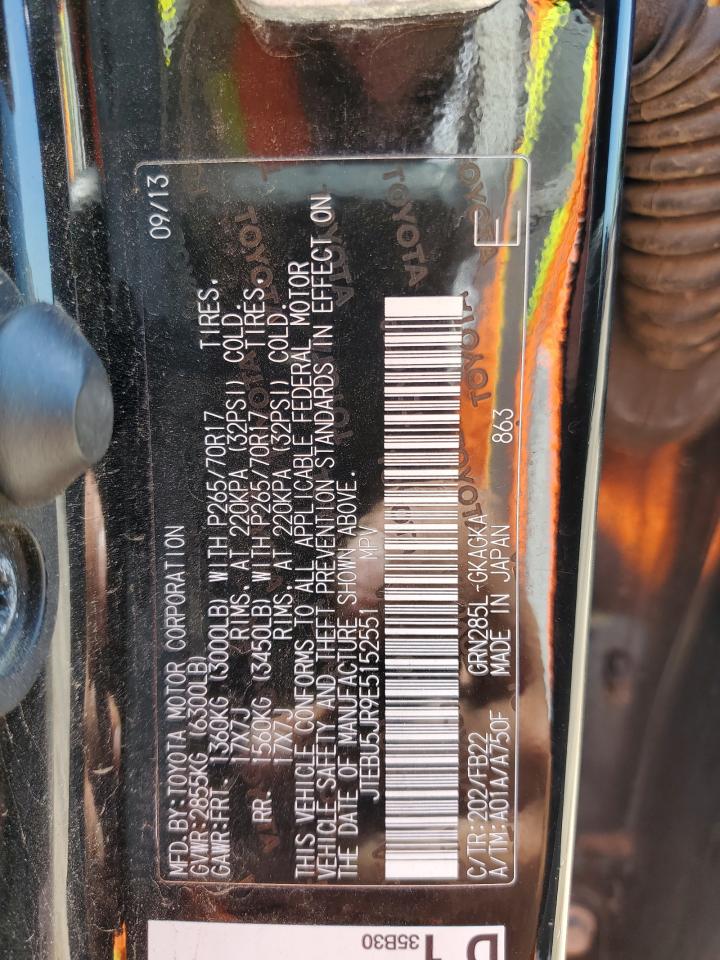 MFD.BY:TOYOTA MOTOR CORPORATION 09/13
GVWR:2855KG (6300LB)
GAWR:FRT. 1360KG (3000LB) WITH P265/70R17 TIRES.
17X7J RIMS. AT 220KPA (32PSI) COLD.
RR. 1560KG (3450LB) WITH P265/70R17 TIRES.
17X7J RIMS. AT 220KPA (32PSI) COLD.
THIS VEHICLE CONFORMS TO ALL APPLICABLE FEDERAL MOTOR
VEHICLE SAFETY AND THEFT PREVENTION STANDARDS IN EFFECT ON
THE DATE OF MANUFACTURE SHOWN ABOVE.
JTEBU5JR9E5152551 MPV
C/TR:202/FB22 GRN285L-GKAGKA
A/TM:A01A/A750F MADE IN JAPAN 863
E
TOYOTA
TOYOTA
TOYOTA
TOYOTA
35B30